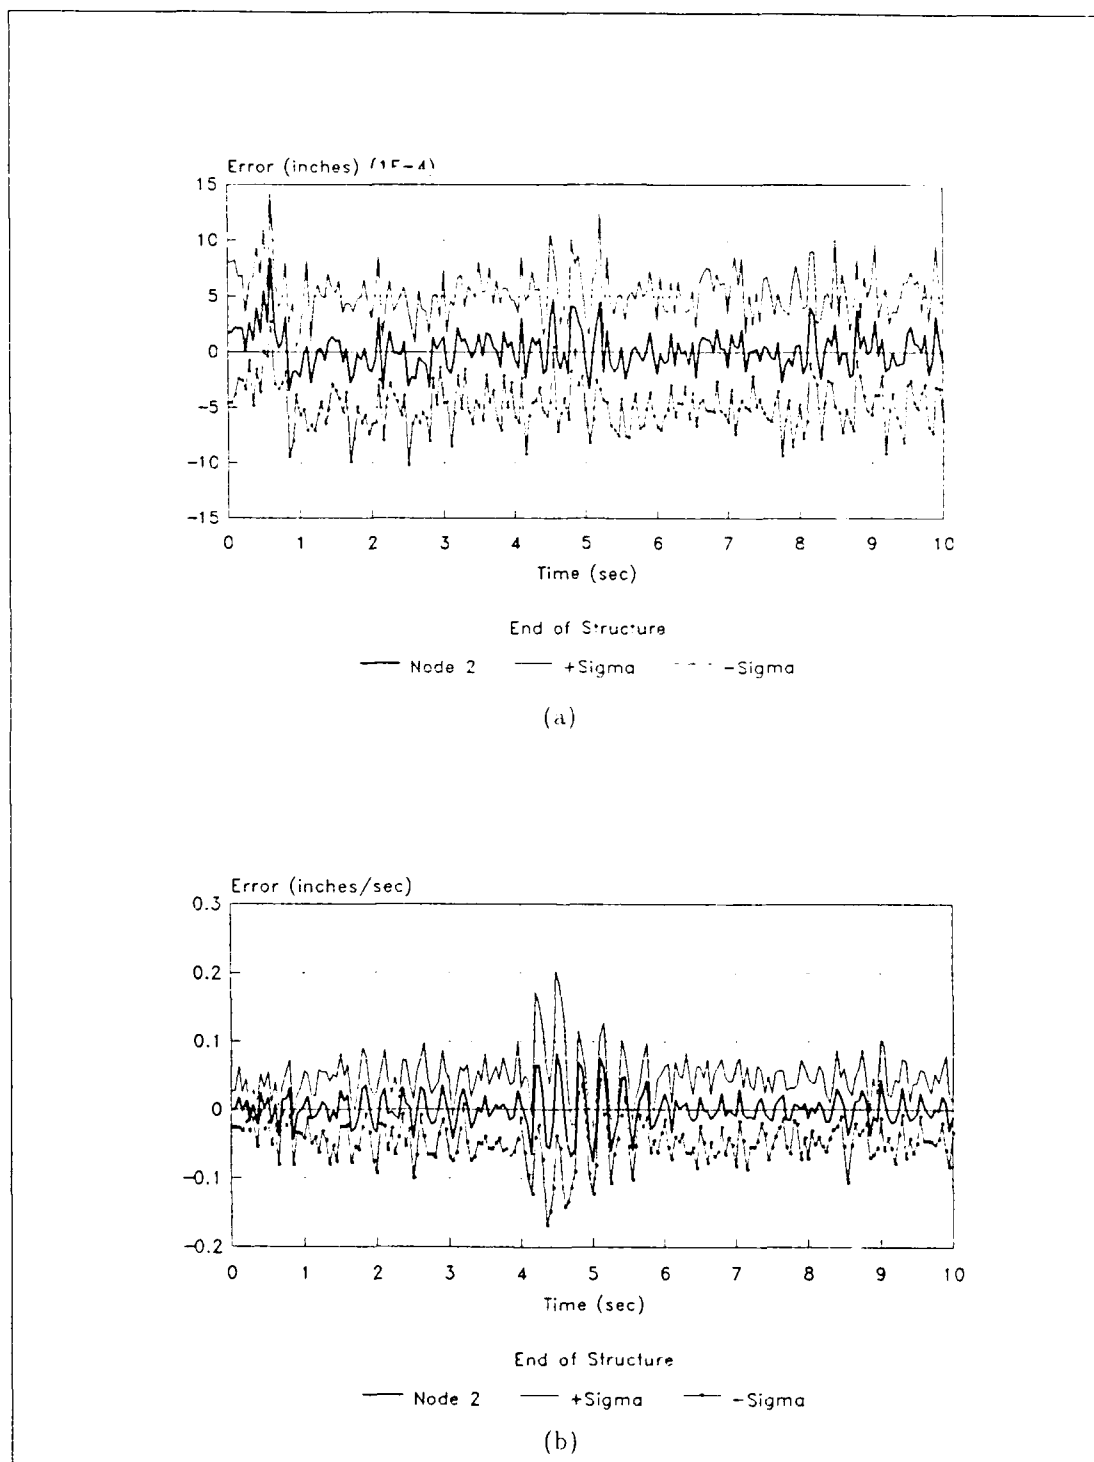 Error (inches) (1E-4)
15
10
5
0
-5
-10
-15
0 1 2 3 4 5 6 7 8 9 10
Time (sec)
End of Structure
Node 2 +Sigma -Sigma
(a)
Error (inches/sec)
0.3
0.2
0.1
0
-0.1
-0.2
0 1 2 3 4 5 6 7 8 9 10
Time (sec)
End of Structure
Node 2 +Sigma -Sigma
(b)